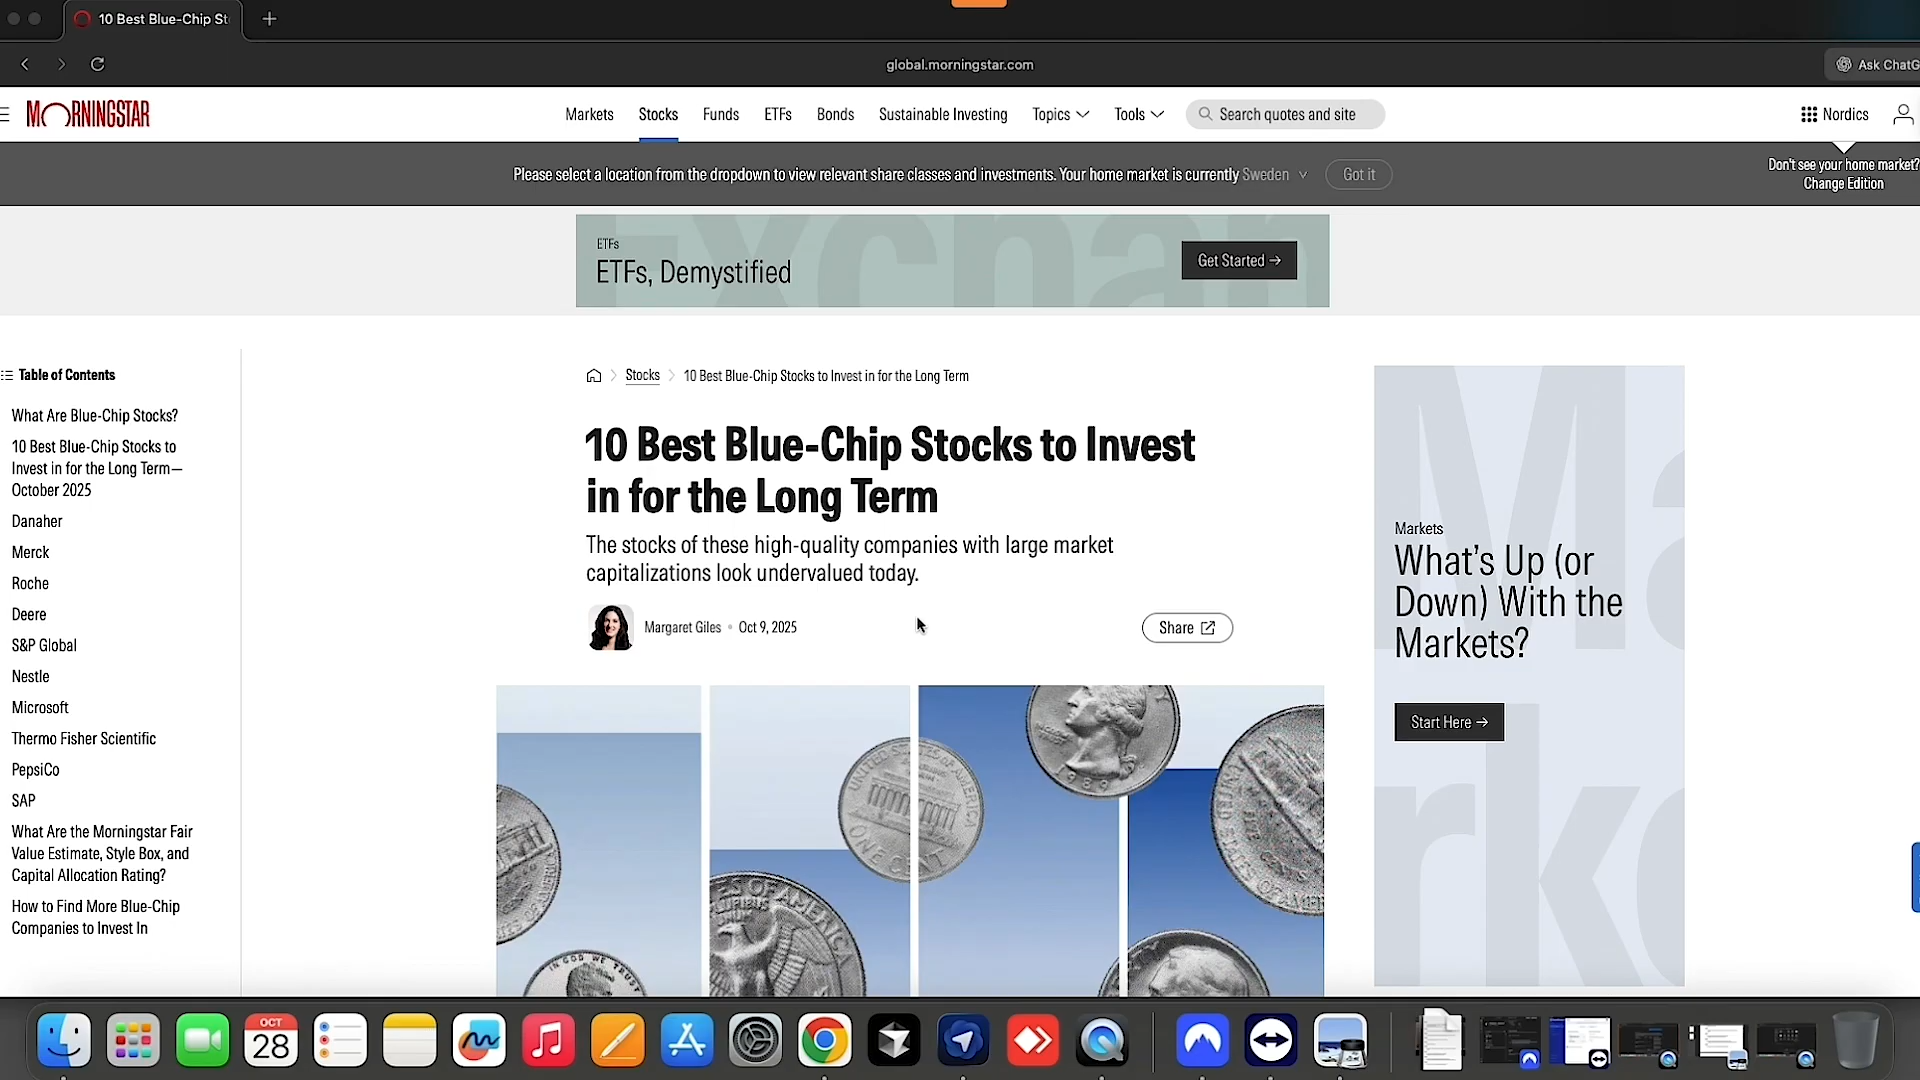 10 Best Blue-Chip St
global.morningstar.com
Ask ChatG
MORNINGSTAR
Markets
Stocks
Funds
ETFs
Bonds
Sustainable Investing
Topics
Tools
Search quotes and site
Nordics
Please select a location from the dropdown to view relevant share classes and investments. Your home market is currently Sweden
Got it
Don't see your home market?
Change Edition
ETFs
ETFs, Demystified
Get Started →
Table of Contents
What Are Blue-Chip Stocks?
10 Best Blue-Chip Stocks to
Invest in for the Long Term—
October 2025
Danaher
Merck
Roche
Deere
S&P Global
Nestle
Microsoft
Thermo Fisher Scientific
PepsiCo
SAP
What Are the Morningstar Fair
Value Estimate, Style Box, and
Capital Allocation Rating?
How to Find More Blue-Chip
Companies to Invest In
Stocks
10 Best Blue-Chip Stocks to Invest in for the Long Term
10 Best Blue-Chip Stocks to Invest
in for the Long Term
The stocks of these high-quality companies with large market
capitalizations look undervalued today.
Margaret Giles • Oct 9, 2025
Share
UNITED STATES
ONE CENT
1989
IN GOD WE TRUST
Markets
What's Up (or
Down) With the
Markets?
Start Here →
OCT
28